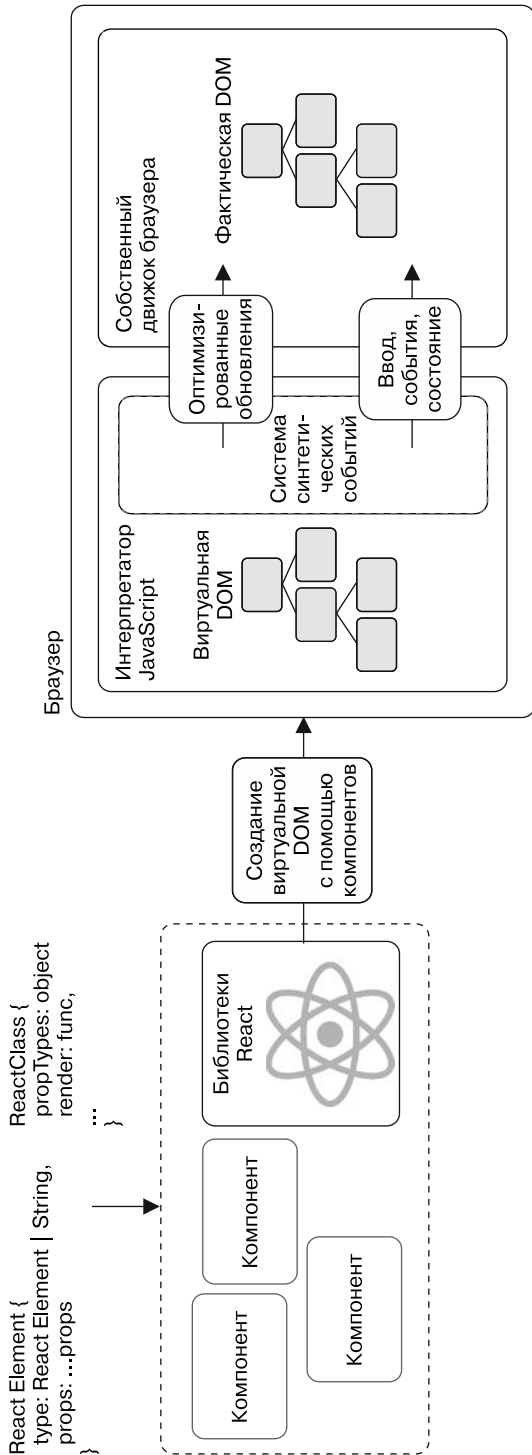 React Element {
type: React Element | String,
props: ...props
}
ReactClass {
propTypes: object
render: func,
...
}
Компонент
Компонент
Компонент
Библиотеки
React
Создание
виртуальной
DOM
с помощью
компонентов
Браузер
Интерпретатор
JavaScript
Виртуальная
DOM
Система
синтети-
ческих
событий
Оптимизи-
рованные
обновления
Ввод,
события,
состояние
Собственный
движок браузера
Фактическая DOM